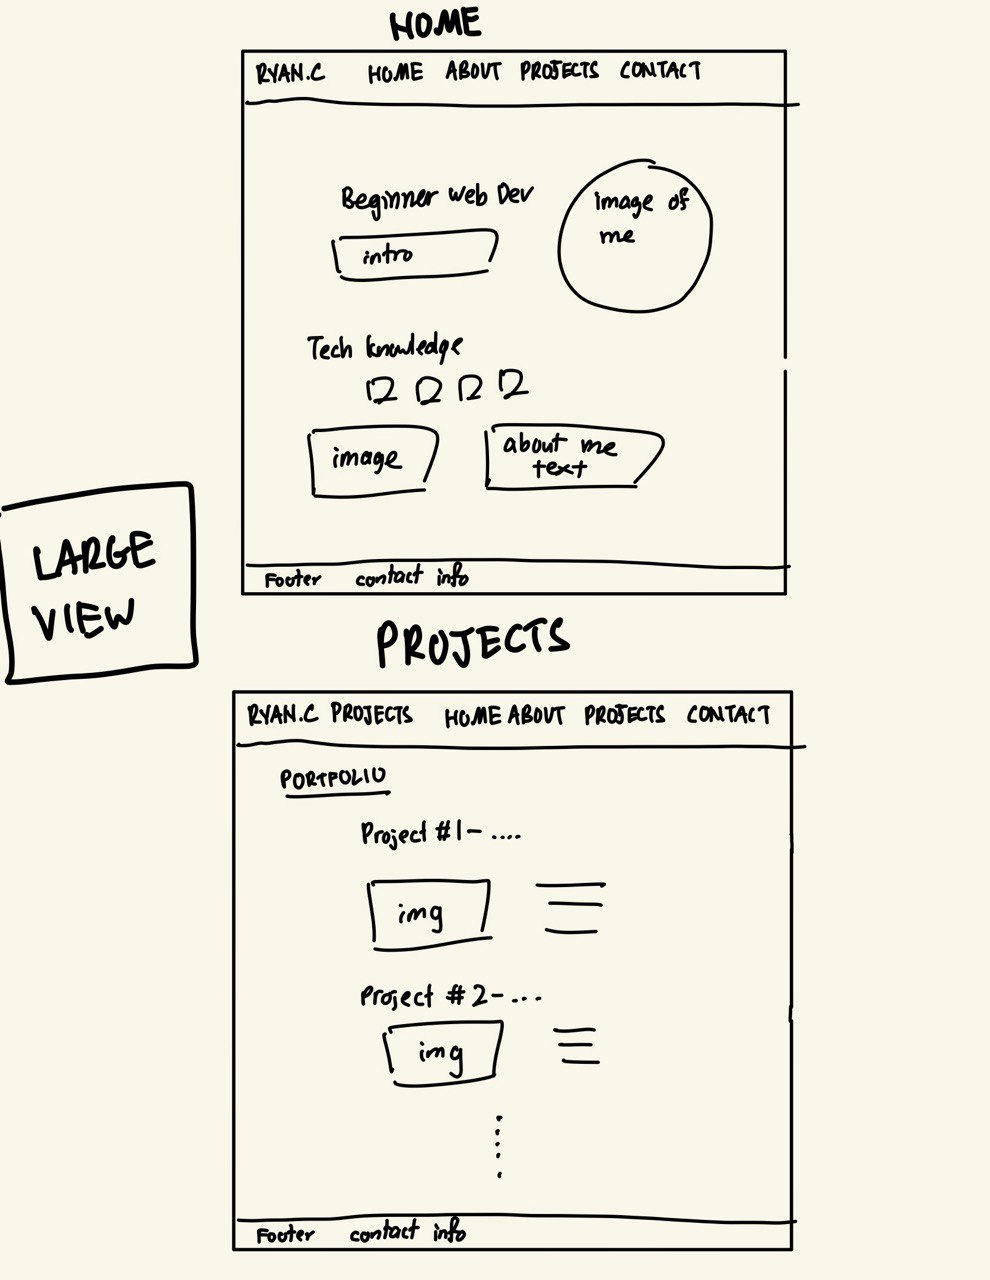 HOME
RYAN.C HOME ABOUT PROJECTS CONTACT
Beginner Web Dev
intro
image of
me
Tech knowledge
image
about me
text
Footer contact info
LARGE
VIEW
PROJECTS
RYAN.C PROJECTS HOME ABOUT PROJECTS CONTACT
PORTFOLIO
Project #1- ....
img
Project #2- ...
img
Footer contact info